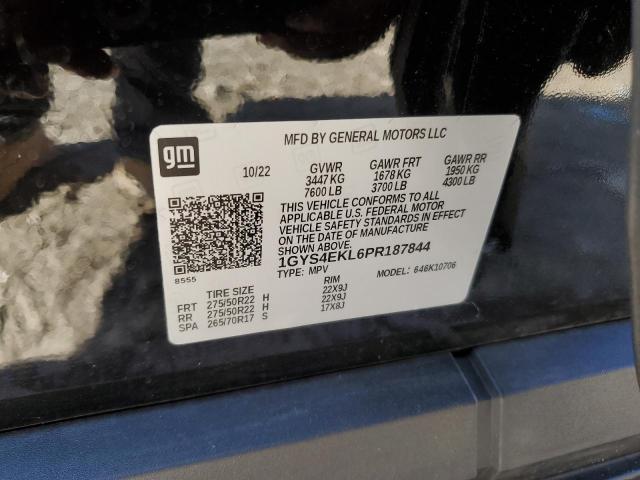 gm
MFD BY GENERAL MOTORS LLC
10/22 GVWR GAWR FRT GAWR RR
3447 KG 1678 KG 1950 KG
7600 LB 3700 LB 4300 LB
THIS VEHICLE CONFORMS TO ALL
APPLICABLE U.S. FEDERAL MOTOR
VEHICLE SAFETY STANDARDS IN EFFECT
ON THE DATE OF MANUFACTURE
SHOWN ABOVE.
1GYS4EKL6PR187844
TYPE: MPV MODEL: 646K10706
8555
TIRE SIZE RIM
FRT 275/50R22 H 22X9J
RR 275/50R22 H 22X9J
SPA 265/70R17 S 17X8J